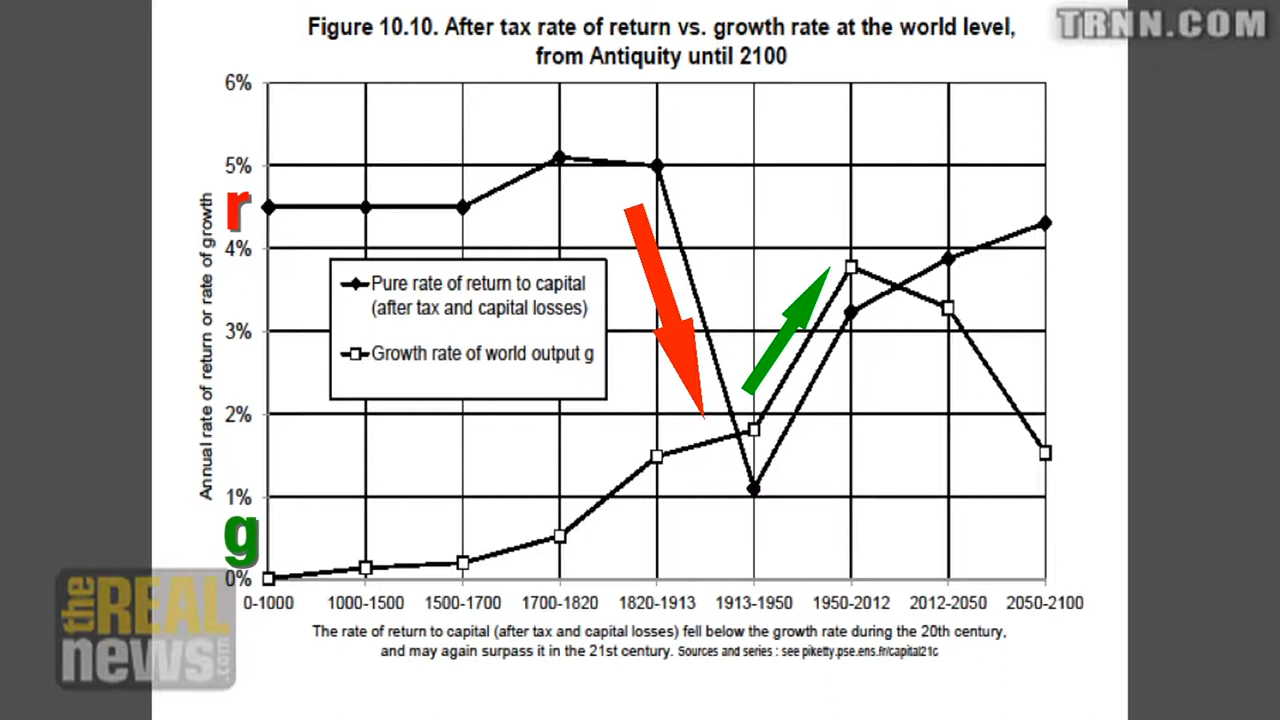 TRNN.COM
Figure 10.10. After tax rate of return vs. growth rate at the world level,
from Antiquity until 2100
Annual rate of return or rate of growth
6%
5%
4%
3%
2%
1%
0%
r
g
Pure rate of return to capital
(after tax and capital losses)
Growth rate of world output g
0-1000 1000-1500 1500-1700 1700-1820 1820-1913 1913-1950 1950-2012 2012-2050 2050-2100
The rate of return to capital (after tax and capital losses) fell below the growth rate during the 20th century,
and may again surpass it in the 21st century. Sources and series : see piketty.pse.ens.fr/capital21c
the REAL
news.com